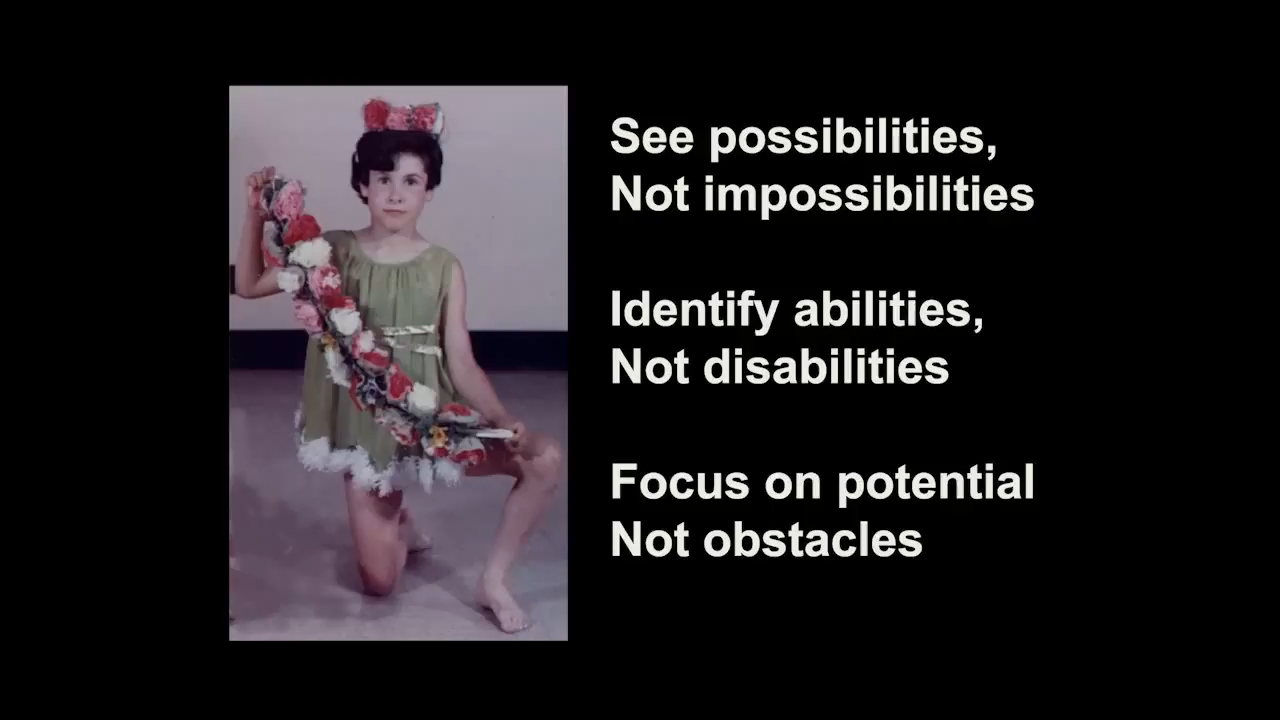 See possibilities,
Not impossibilities
Identify abilities,
Not disabilities
Focus on potential
Not obstacles